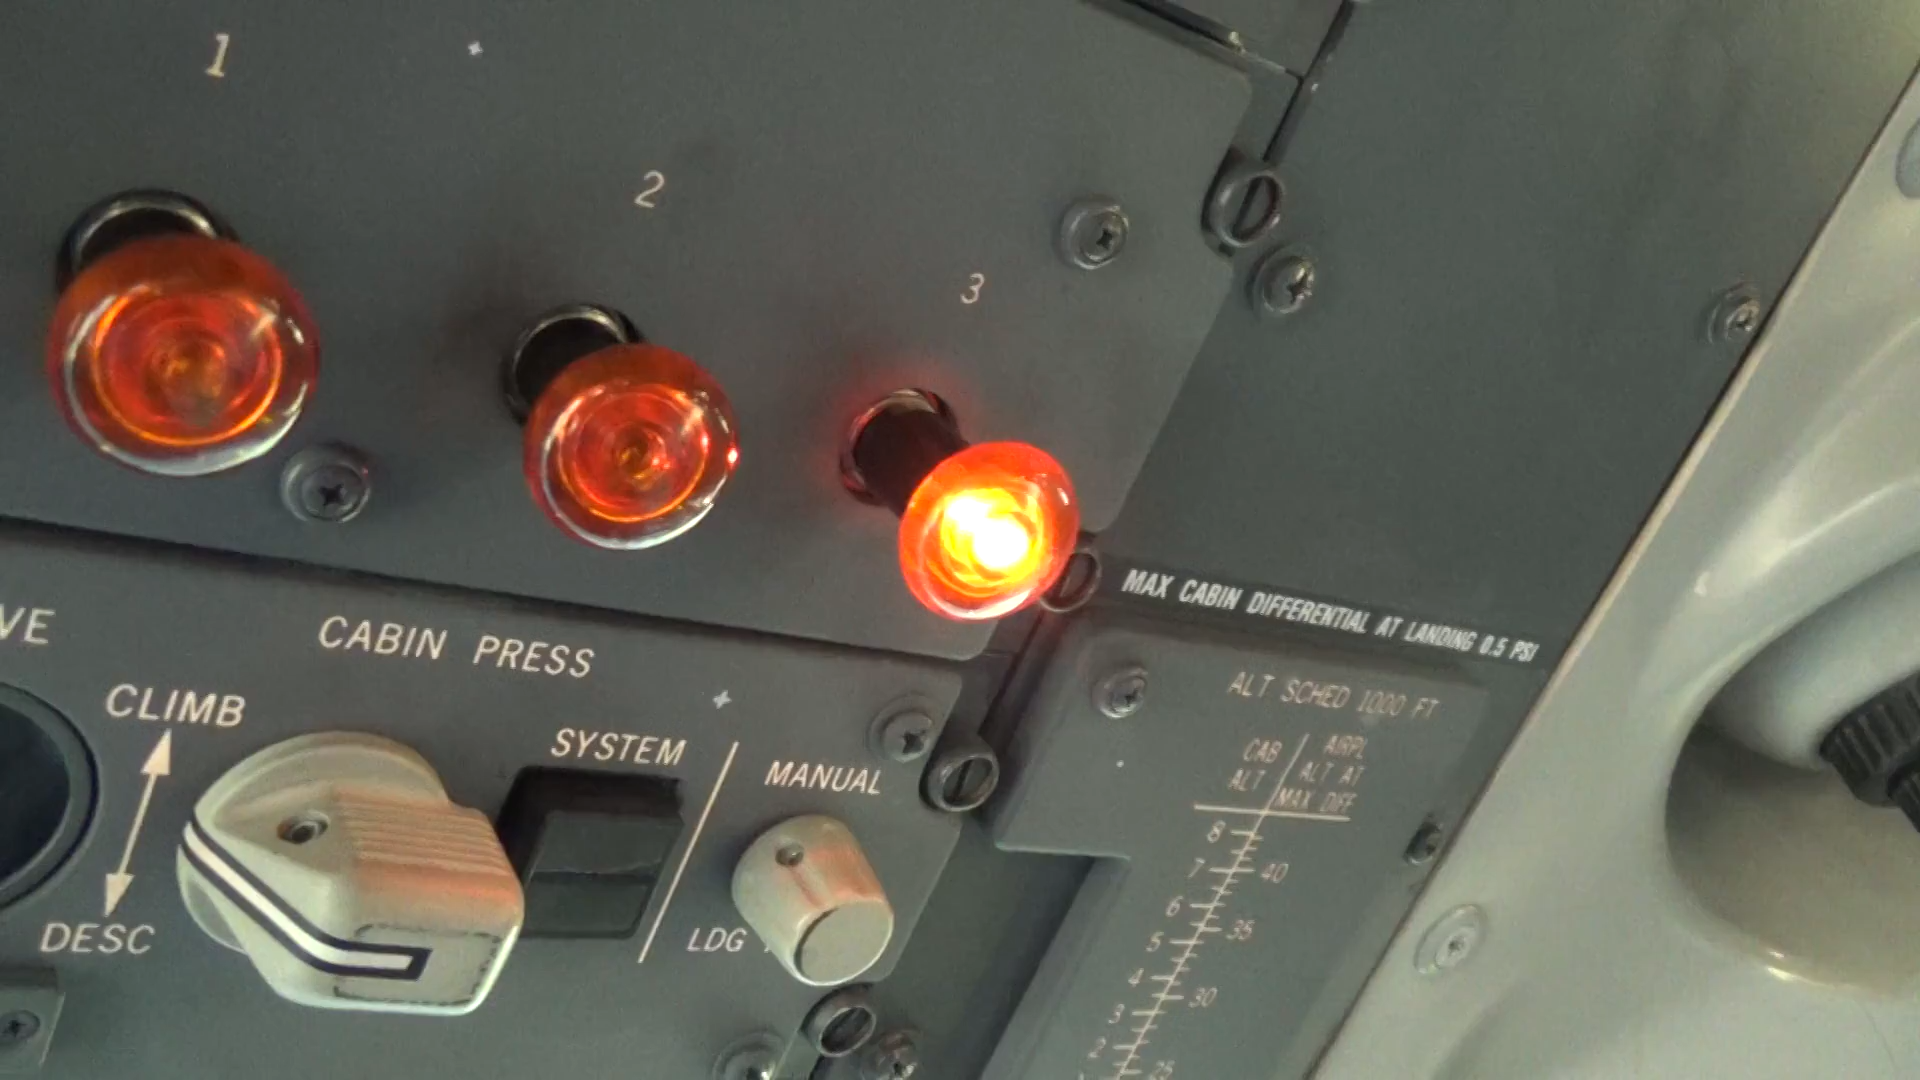 1
2
3
VE
CABIN PRESS
CLIMB
DESC
SYSTEM
MANUAL
LDG
MAX CABIN DIFFERENTIAL AT LANDING 0.5 PSI
ALT SCHED 1000 FT
CAB
ALT
AIRPL
ALT AT
MAX DIFF
8
7 40
6
5 35
4
3 30
2
25